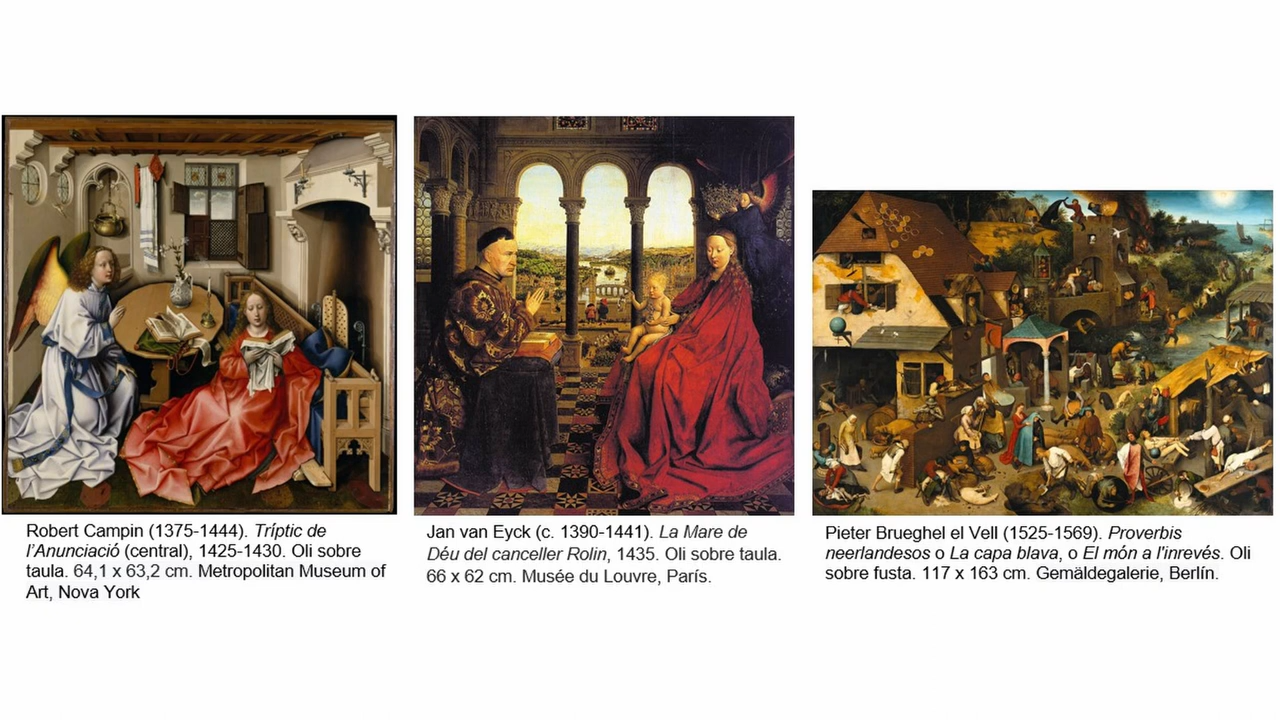 Robert Campin (1375-1444). Tríptic de
l’Anunciació (central), 1425-1430. Oli sobre
taula. 64,1 x 63,2 cm. Metropolitan Museum of
Art, Nova York
Jan van Eyck (c. 1390-1441). La Mare de
Déu del canceller Rolin, 1435. Oli sobre taula.
66 x 62 cm. Musée du Louvre, París.
Pieter Brueghel el Vell (1525-1569). Proverbis
neerlandesos o La capa blava, o El món a l'inrevés. Oli
sobre fusta. 117 x 163 cm. Gemäldegalerie, Berlín.